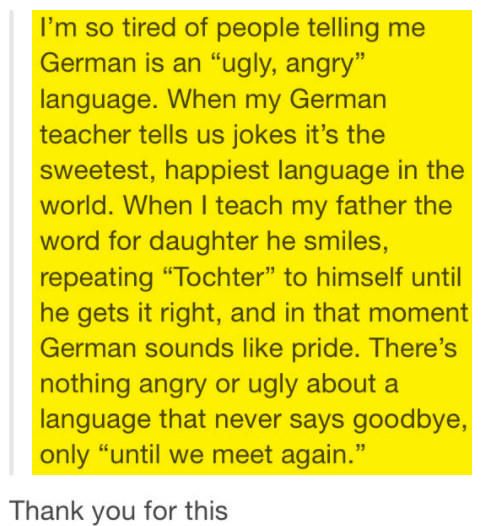 I’m so tired of people telling me
German is an “ugly, angry”
language. When my German
teacher tells us jokes it’s the
sweetest, happiest language in the
world. When I teach my father the
word for daughter he smiles,
repeating “Tochter” to himself until
he gets it right, and in that moment
German sounds like pride. There’s
nothing angry or ugly about a
language that never says goodbye,
only “until we meet again.”
Thank you for this